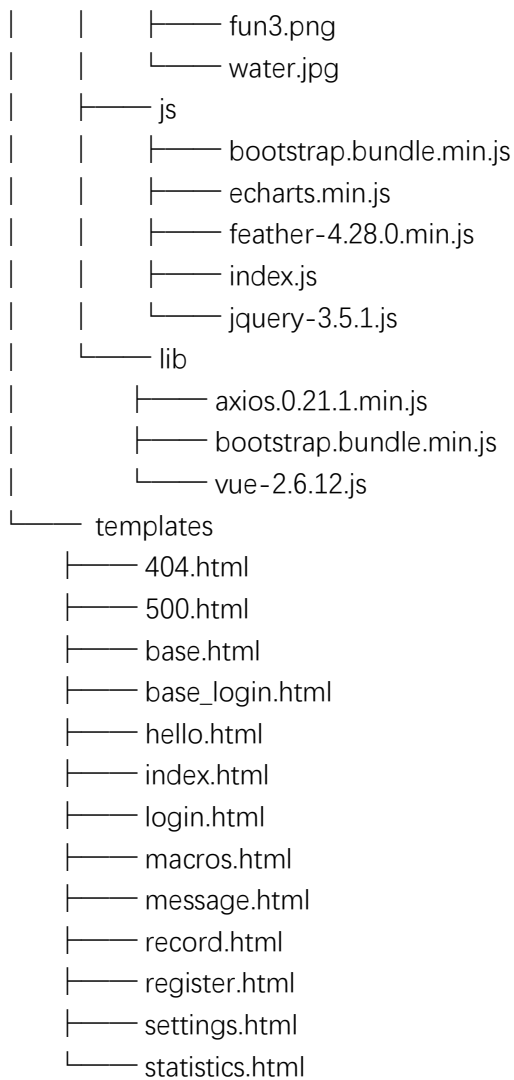 │ │ ├── fun3.png
│ │ └── water.jpg
│ ├── js
│ │ ├── bootstrap.bundle.min.js
│ │ ├── echarts.min.js
│ │ ├── feather-4.28.0.min.js
│ │ ├── index.js
│ │ └── jquery-3.5.1.js
│ └── lib
│ ├── axios.0.21.1.min.js
│ ├── bootstrap.bundle.min.js
│ └── vue-2.6.12.js
└── templates
├── 404.html
├── 500.html
├── base.html
├── base_login.html
├── hello.html
├── index.html
├── login.html
├── macros.html
├── message.html
├── record.html
├── register.html
├── settings.html
└── statistics.html